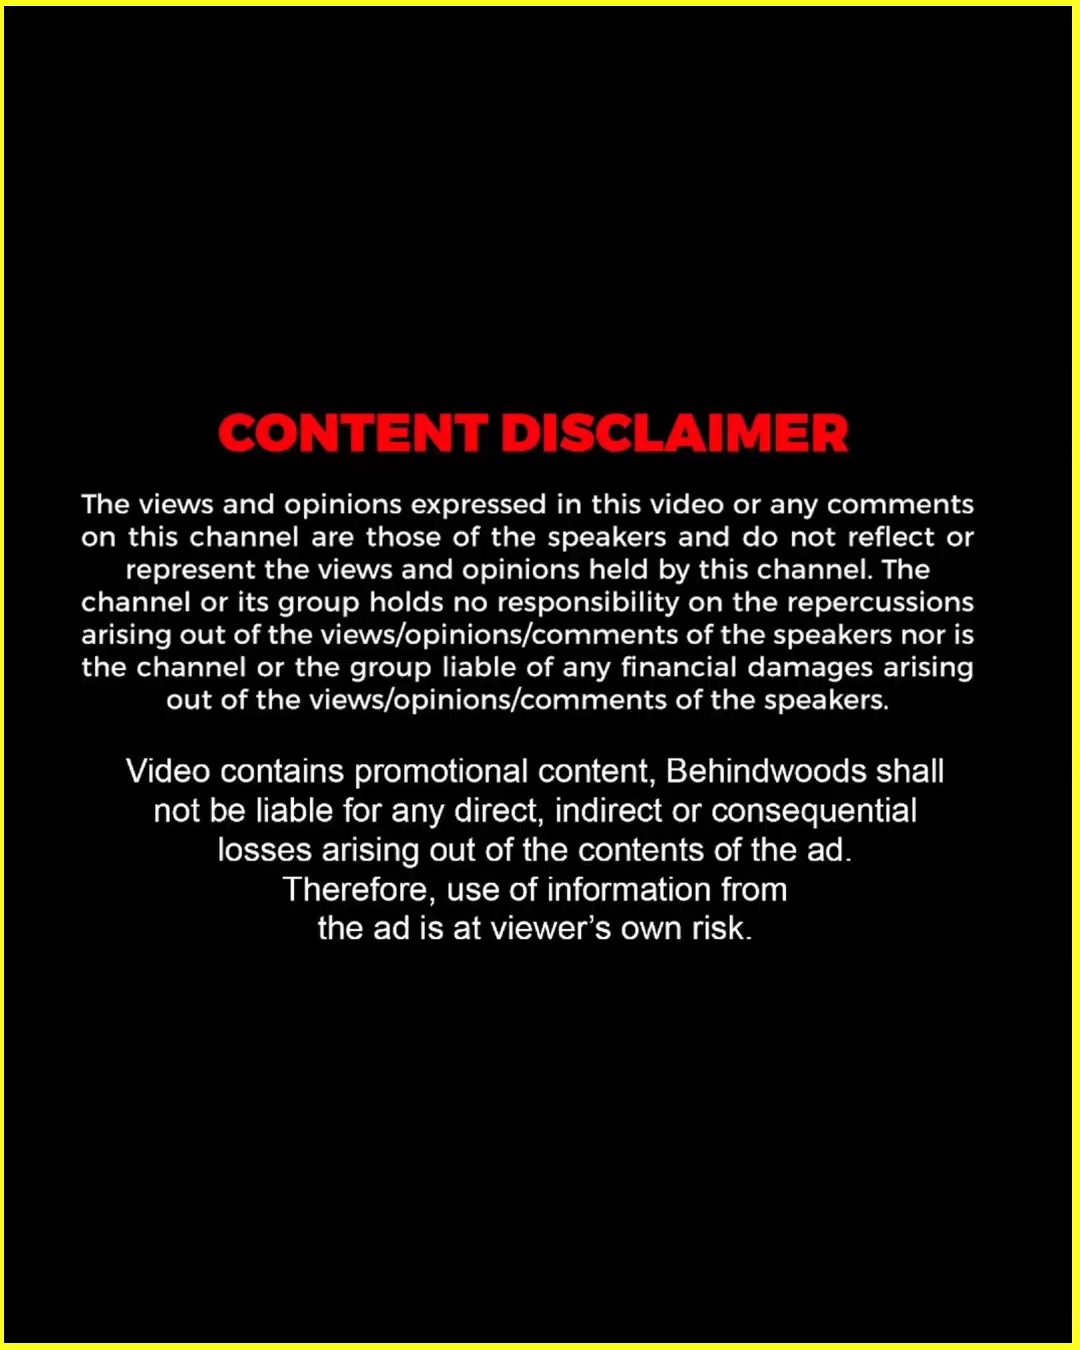 CONTENT DISCLAIMER
The views and opinions expressed in this video or any comments
on this channel are those of the speakers and do not reflect or
represent the views and opinions held by this channel. The
channel or its group holds no responsibility on the repercussions
arising out of the views/opinions/comments of the speakers nor is
the channel or the group liable of any financial damages arising
out of the views/opinions/comments of the speakers.
Video contains promotional content, Behindwoods shall
not be liable for any direct, indirect or consequential
losses arising out of the contents of the ad.
Therefore, use of information from
the ad is at viewer’s own risk.